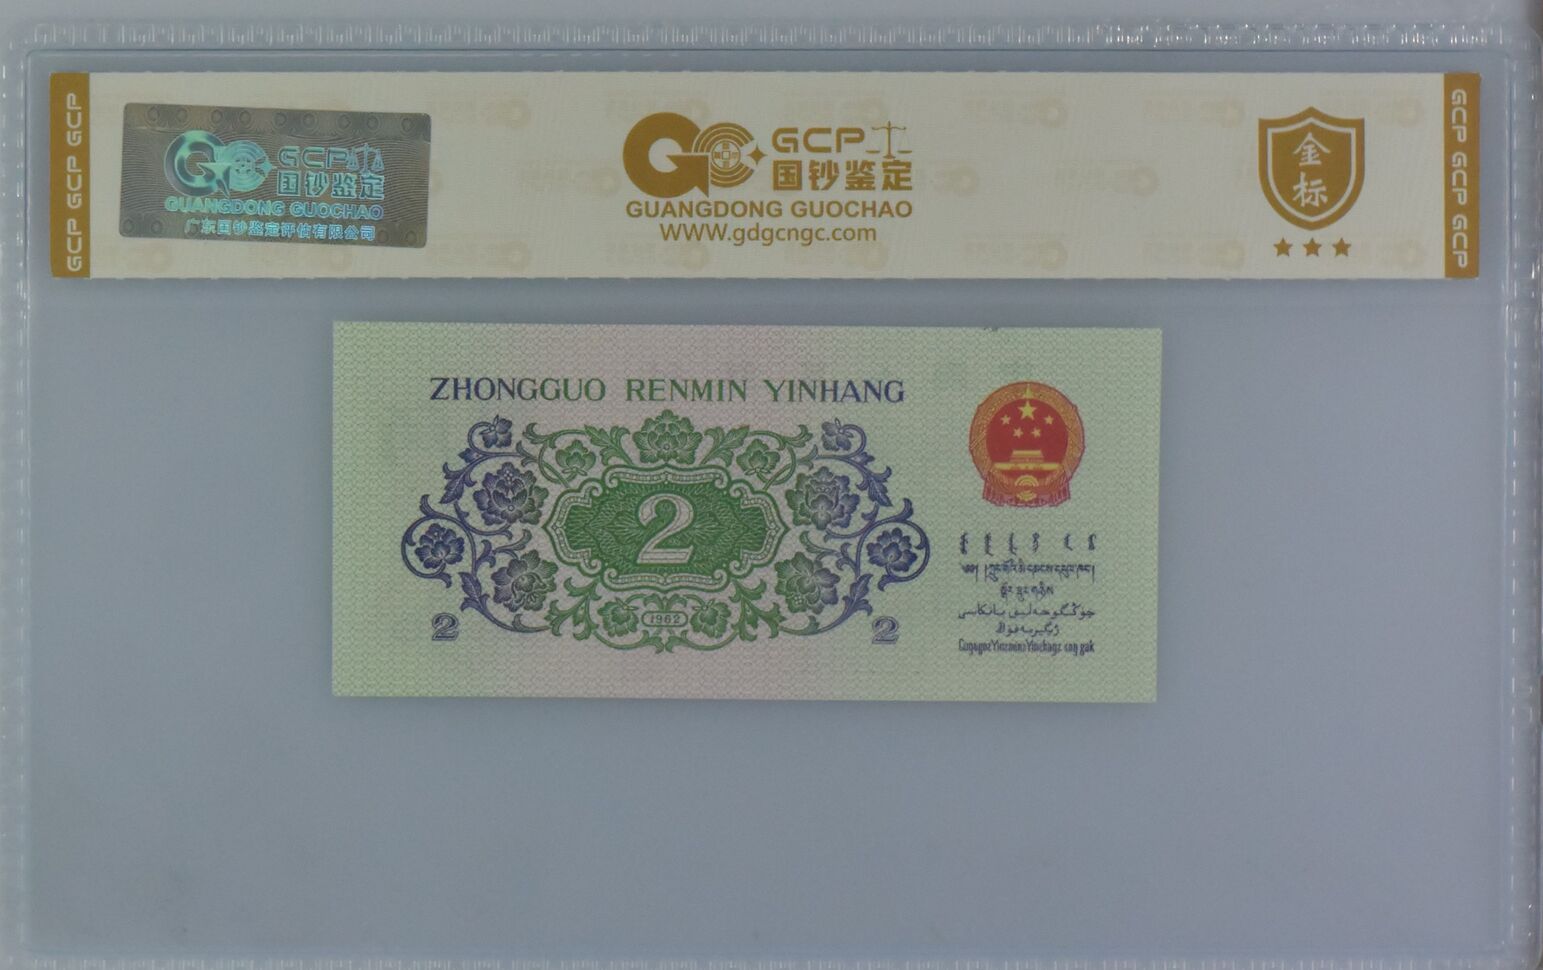 GCP GCP GCP
GCP
国钞鉴定
GUANGDONG GUOCHAO
广东国钞鉴定评估有限公司
GCP
国钞鉴定
GUANGDONG GUOCHAO
WWW.gdgcngc.com
金标
GCP GCP GCP
ZHONGGUO RENMIN YINHANG
2
1962
2
2